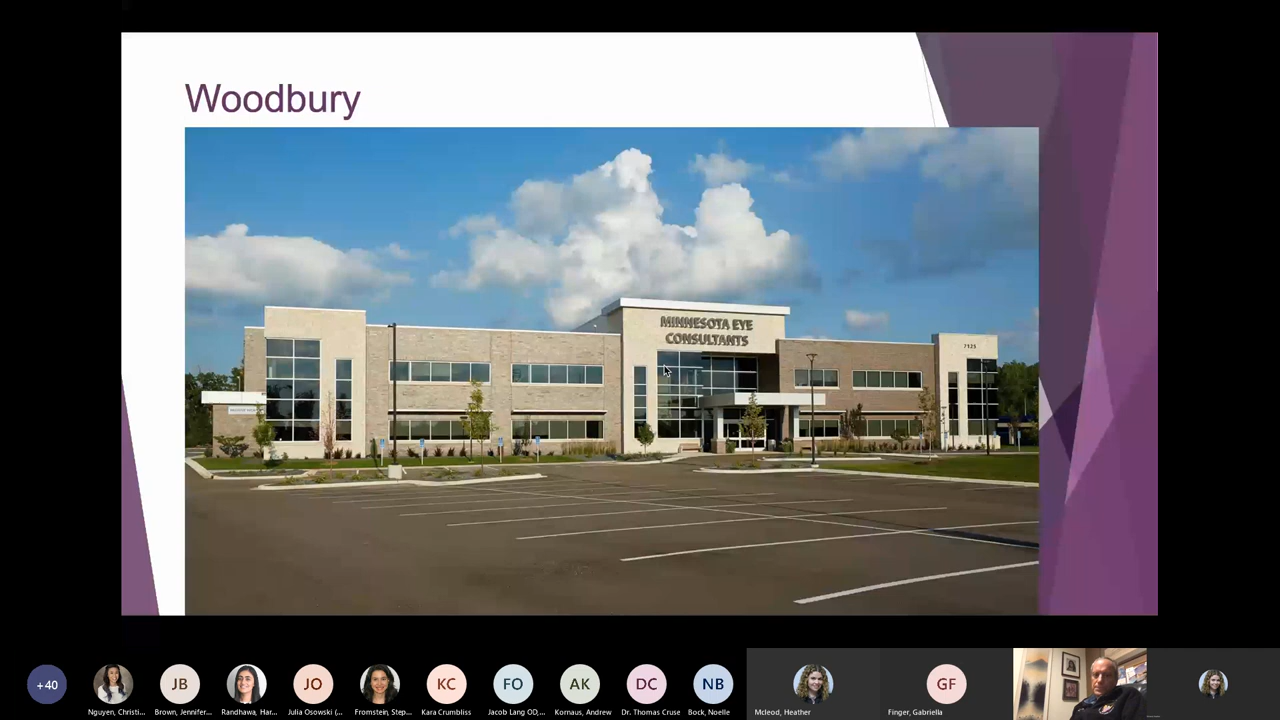 Woodbury
MINNESOTA EYE
CONSULTANTS
7125
+40
JB
JO
KC
FO
AK
DC
NB
GF
Nguyen, Christi...
Brown, Jennifer...
Randhawa, Har...
Julia Osowski (...
Fromstein, Step...
Kara Crumbliss
Jacob Lang OD,...
Kornaus, Andrew
Dr. Thomas Cruse
Bock, Noelle
Mcleod, Heather
Finger, Gabriella